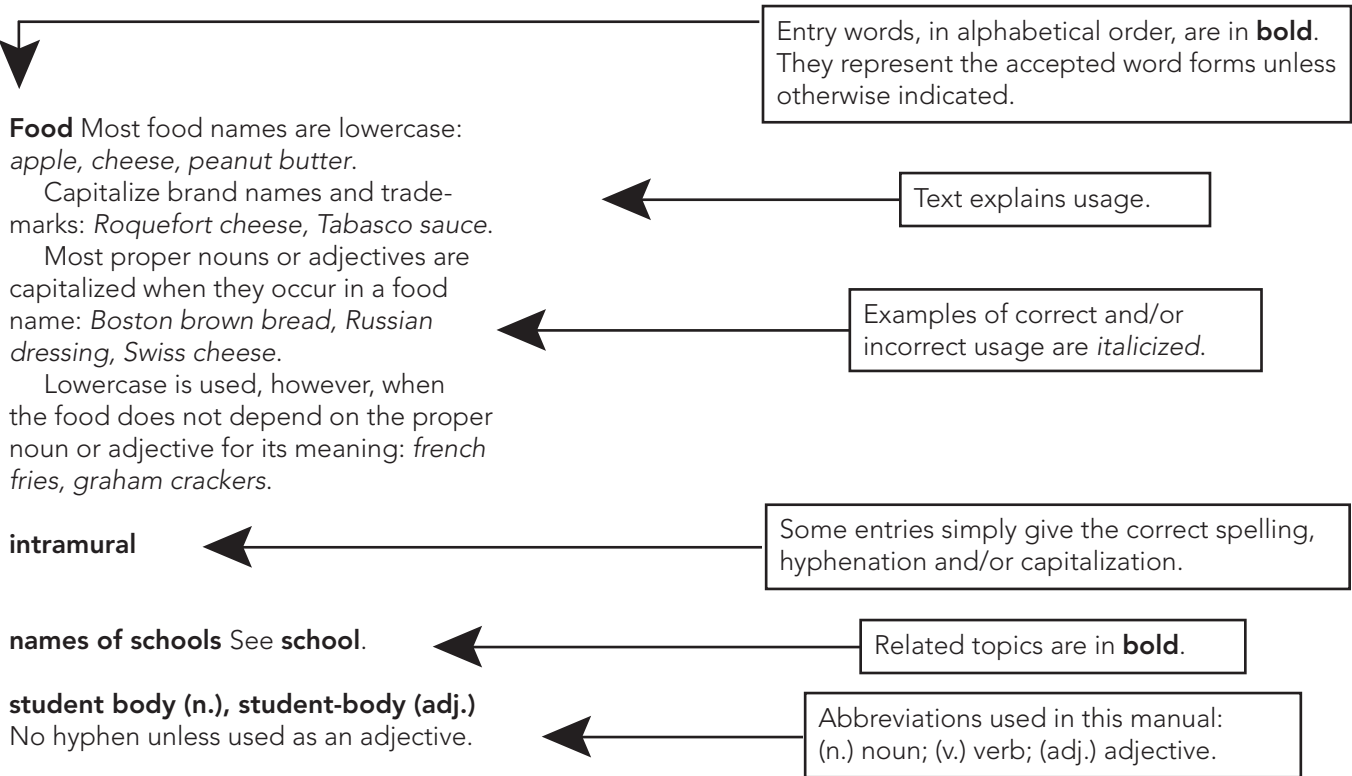 Entry words, in alphabetical order, are in bold.
They represent the accepted word forms unless
otherwise indicated.
Food Most food names are lowercase:
apple, cheese, peanut butter.
Capitalize brand names and trade-
marks: Roquefort cheese, Tabasco sauce.
Text explains usage.
Most proper nouns or adjectives are
capitalized when they occur in a food
name: Boston brown bread, Russian
dressing, Swiss cheese.
Examples of correct and/or
incorrect usage are italicized.
Lowercase is used, however, when
the food does not depend on the proper
noun or adjective for its meaning: french
fries, graham crackers.
intramural
Some entries simply give the correct spelling,
hyphenation and/or capitalization.
names of schools See school.
Related topics are in bold.
student body (n.), student-body (adj.)
No hyphen unless used as an adjective.
Abbreviations used in this manual:
(n.) noun; (v.) verb; (adj.) adjective.